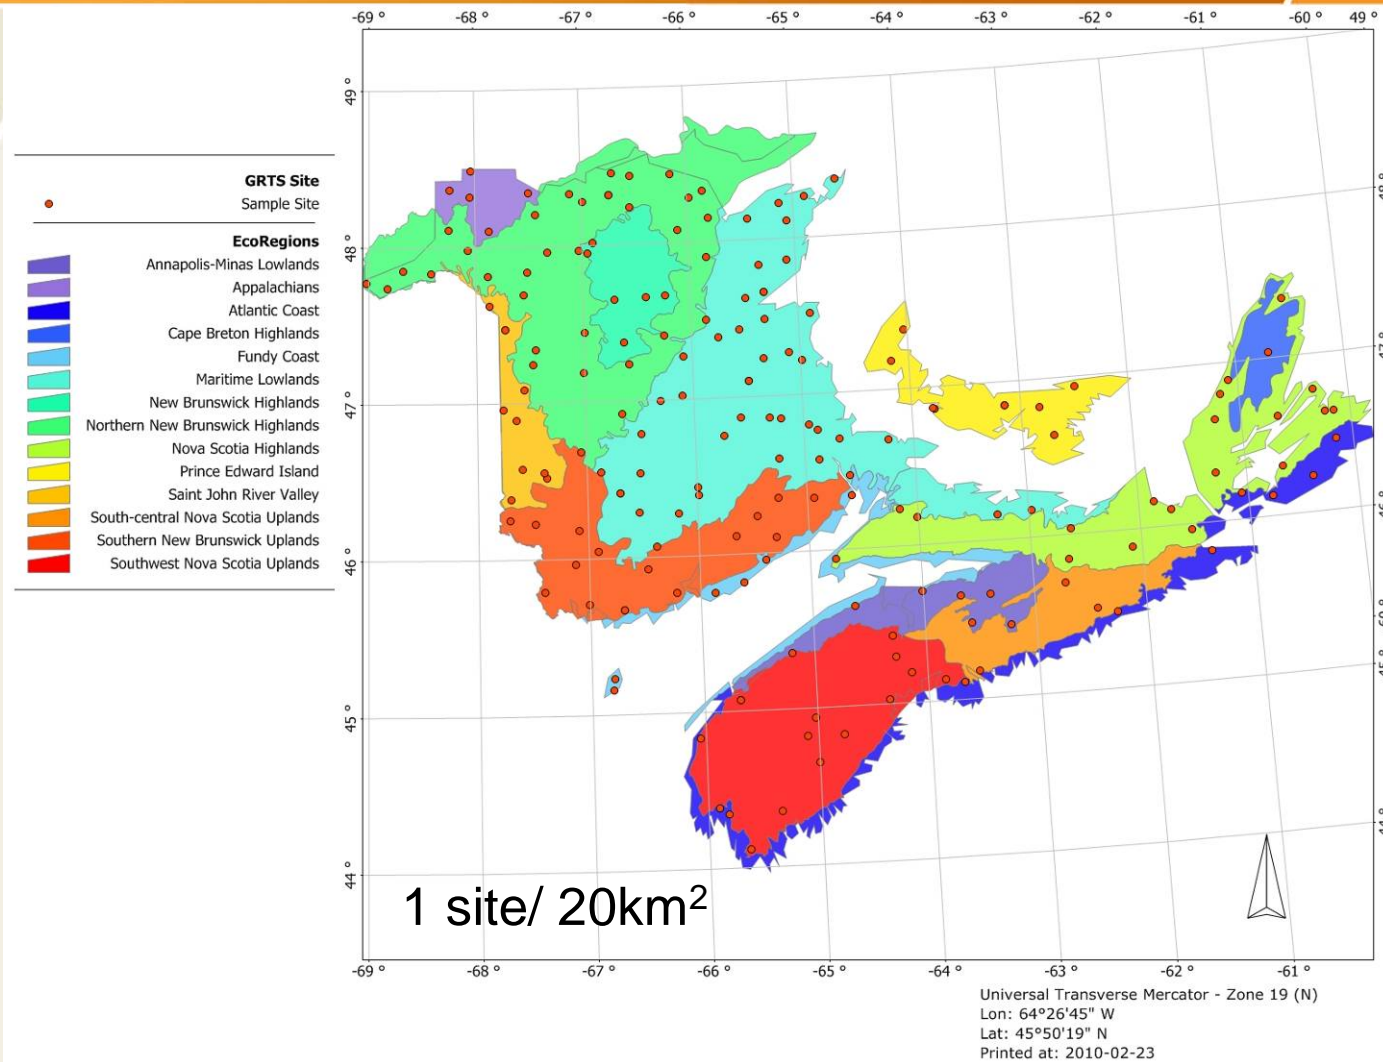 -69 ° -68 ° -67 ° -66 ° -65 ° -64 ° -63 ° -62 ° -61 ° -60 ° 49 °
49 °
48 °
47 °
46 °
45 °
44 °
GRTS Site
Sample Site
EcoRegions
Annapolis-Minas Lowlands
Appalachians
Atlantic Coast
Cape Breton Highlands
Fundy Coast
Maritime Lowlands
New Brunswick Highlands
Northern New Brunswick Highlands
Nova Scotia Highlands
Prince Edward Island
Saint John River Valley
South-central Nova Scotia Uplands
Southern New Brunswick Uplands
Southwest Nova Scotia Uplands
1 site/ 20km²
-69 ° -68 ° -67 ° -66 ° -65 ° -64 ° -63 ° -62 ° -61 °
Universal Transverse Mercator - Zone 19 (N)
Lon: 64°26'45" W
Lat: 45°50'19" N
Printed at: 2010-02-23